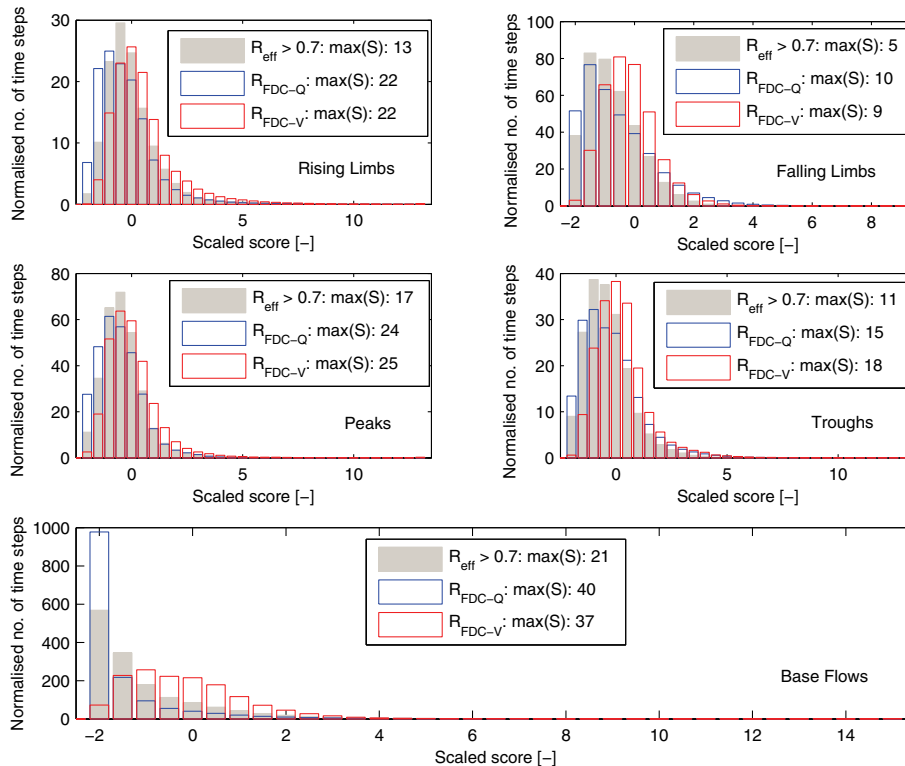 Normalised no. of time steps
30
20
10
0
R_eff > 0.7: max(S): 13
R_FDC-Q: max(S): 22
R_FDC-V: max(S): 22
Rising Limbs
0 5 10
Scaled score [-]
Normalised no. of time steps
100
80
60
40
20
0
R_eff > 0.7: max(S): 5
R_FDC-Q: max(S): 10
R_FDC-V: max(S): 9
Falling Limbs
-2 0 2 4 6 8
Scaled score [-]
Normalised no. of time steps
80
60
40
20
0
R_eff > 0.7: max(S): 17
R_FDC-Q: max(S): 24
R_FDC-V: max(S): 25
Peaks
0 5 10
Scaled score [-]
Normalised no. of time steps
40
30
20
10
0
R_eff > 0.7: max(S): 11
R_FDC-Q: max(S): 15
R_FDC-V: max(S): 18
Troughs
0 5 10
Scaled score [-]
Normalised no. of time steps
1000
800
600
400
200
0
R_eff > 0.7: max(S): 21
R_FDC-Q: max(S): 40
R_FDC-V: max(S): 37
Base Flows
-2 0 2 4 6 8 10 12 14
Scaled score [-]